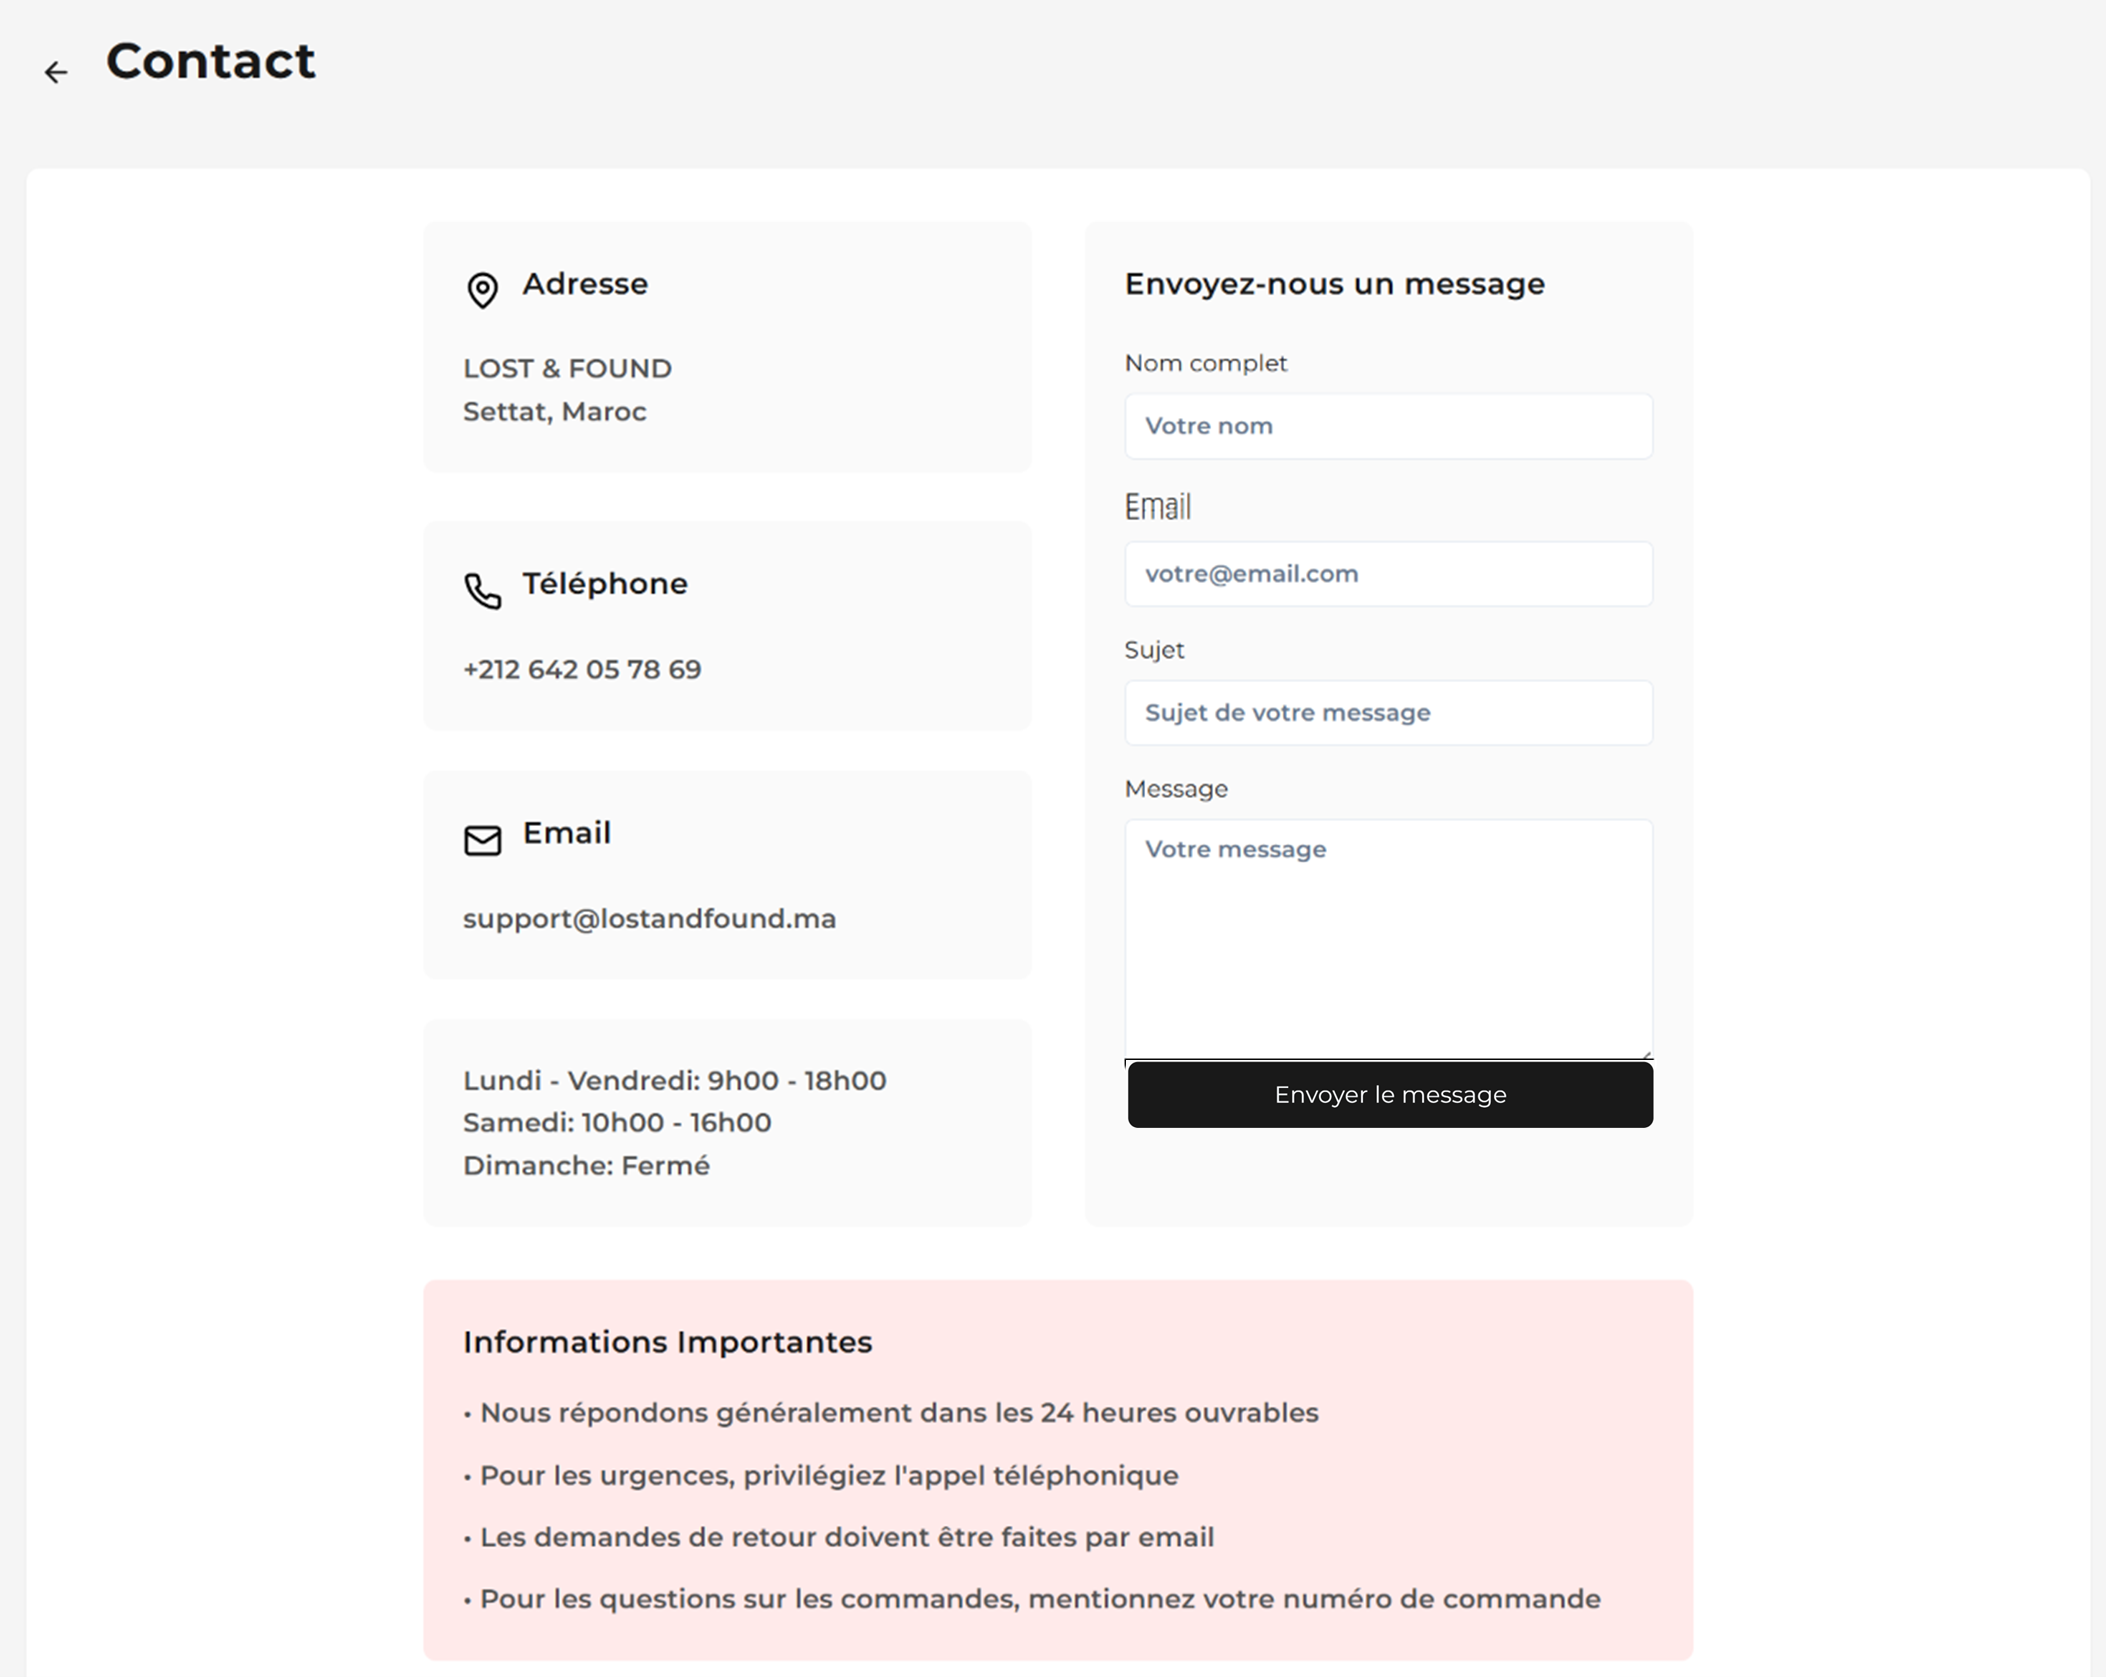 Contact
Adresse
LOST & FOUND
Settat, Maroc
Téléphone
+212 642 05 78 69
Email
support@lostandfound.ma
Lundi - Vendredi: 9h00 - 18h00
Samedi: 10h00 - 16h00
Dimanche: Fermé
Envoyez-nous un message
Nom complet
Votre nom
Email
votre@email.com
Sujet
Sujet de votre message
Message
Votre message
Envoyer le message
Informations Importantes
• Nous répondons généralement dans les 24 heures ouvrables
• Pour les urgences, privilégiez l'appel téléphonique
• Les demandes de retour doivent être faites par email
• Pour les questions sur les commandes, mentionnez votre numéro de commande